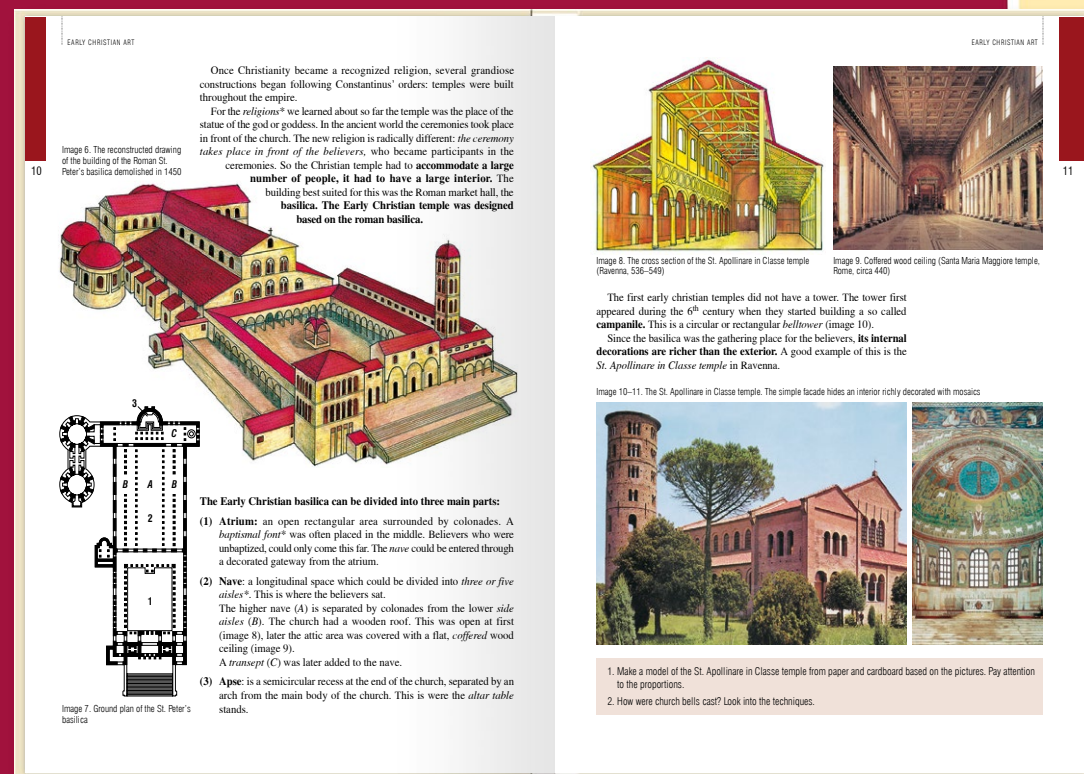 EARLY CHRISTIAN ART
Once Christianity became a recognized religion, several grandiose
constructions began following Constantinus' orders: temples were built
throughout the empire.
For the religions* we learned about so far the temple was the place of the
statue of the god or goddess. In the ancient world the ceremonies took place
in front of the church. The new religion is radically different: the ceremony
takes place in front of the believers, who became participants in the
ceremonies. So the Christian temple had to accommodate a large
number of people, it had to have a large interior. The
building best suited for this was the Roman market hall, the
basilica. The Early Christian temple was designed
based on the roman basilica.
Image 6. The reconstructed drawing
of the building of the Roman St.
Peter's basilica demolished in 1450
10
3
C
B
A
B
2
1
Image 7. Ground plan of the St. Peter's
basilica
The Early Christian basilica can be divided into three main parts:
(1) Atrium: an open rectangular area surrounded by colonades. A
baptismal font* was often placed in the middle. Believers who were
unbaptized, could only come this far. The nave could be entered through
a decorated gateway from the atrium.
(2) Nave: a longitudinal space which could be divided into three or five
aisles*. This is where the believers sat.
The higher nave (A) is separated by colonades from the lower side
aisles (B). The church had a wooden roof. This was open at first
(image 8), later the attic area was covered with a flat, coffered wood
ceiling (image 9).
A transept (C) was later added to the nave.
(3) Apse: is a semicircular recess at the end of the church, separated by an
arch from the main body of the church. This is were the altar table
stands.
EARLY CHRISTIAN ART
11
Image 8. The cross section of the St. Apollinare in Classe temple
(Ravenna, 536–549)
Image 9. Coffered wood ceiling (Santa Maria Maggiore temple,
Rome, circa 440)
The first early christian temples did not have a tower. The tower first
appeared during the 6th century when they started building a so called
campanile. This is a circular or rectangular belltower (image 10).
Since the basilica was the gathering place for the believers, its internal
decorations are richer than the exterior. A good example of this is the
St. Apollinare in Classe temple in Ravenna.
Image 10–11. The St. Apollinare in Classe temple. The simple facade hides an interior richly decorated with mosaics
1. Make a model of the St. Apollinare in Classe temple from paper and cardboard based on the pictures. Pay attention
to the proportions.
2. How were church bells cast? Look into the techniques.